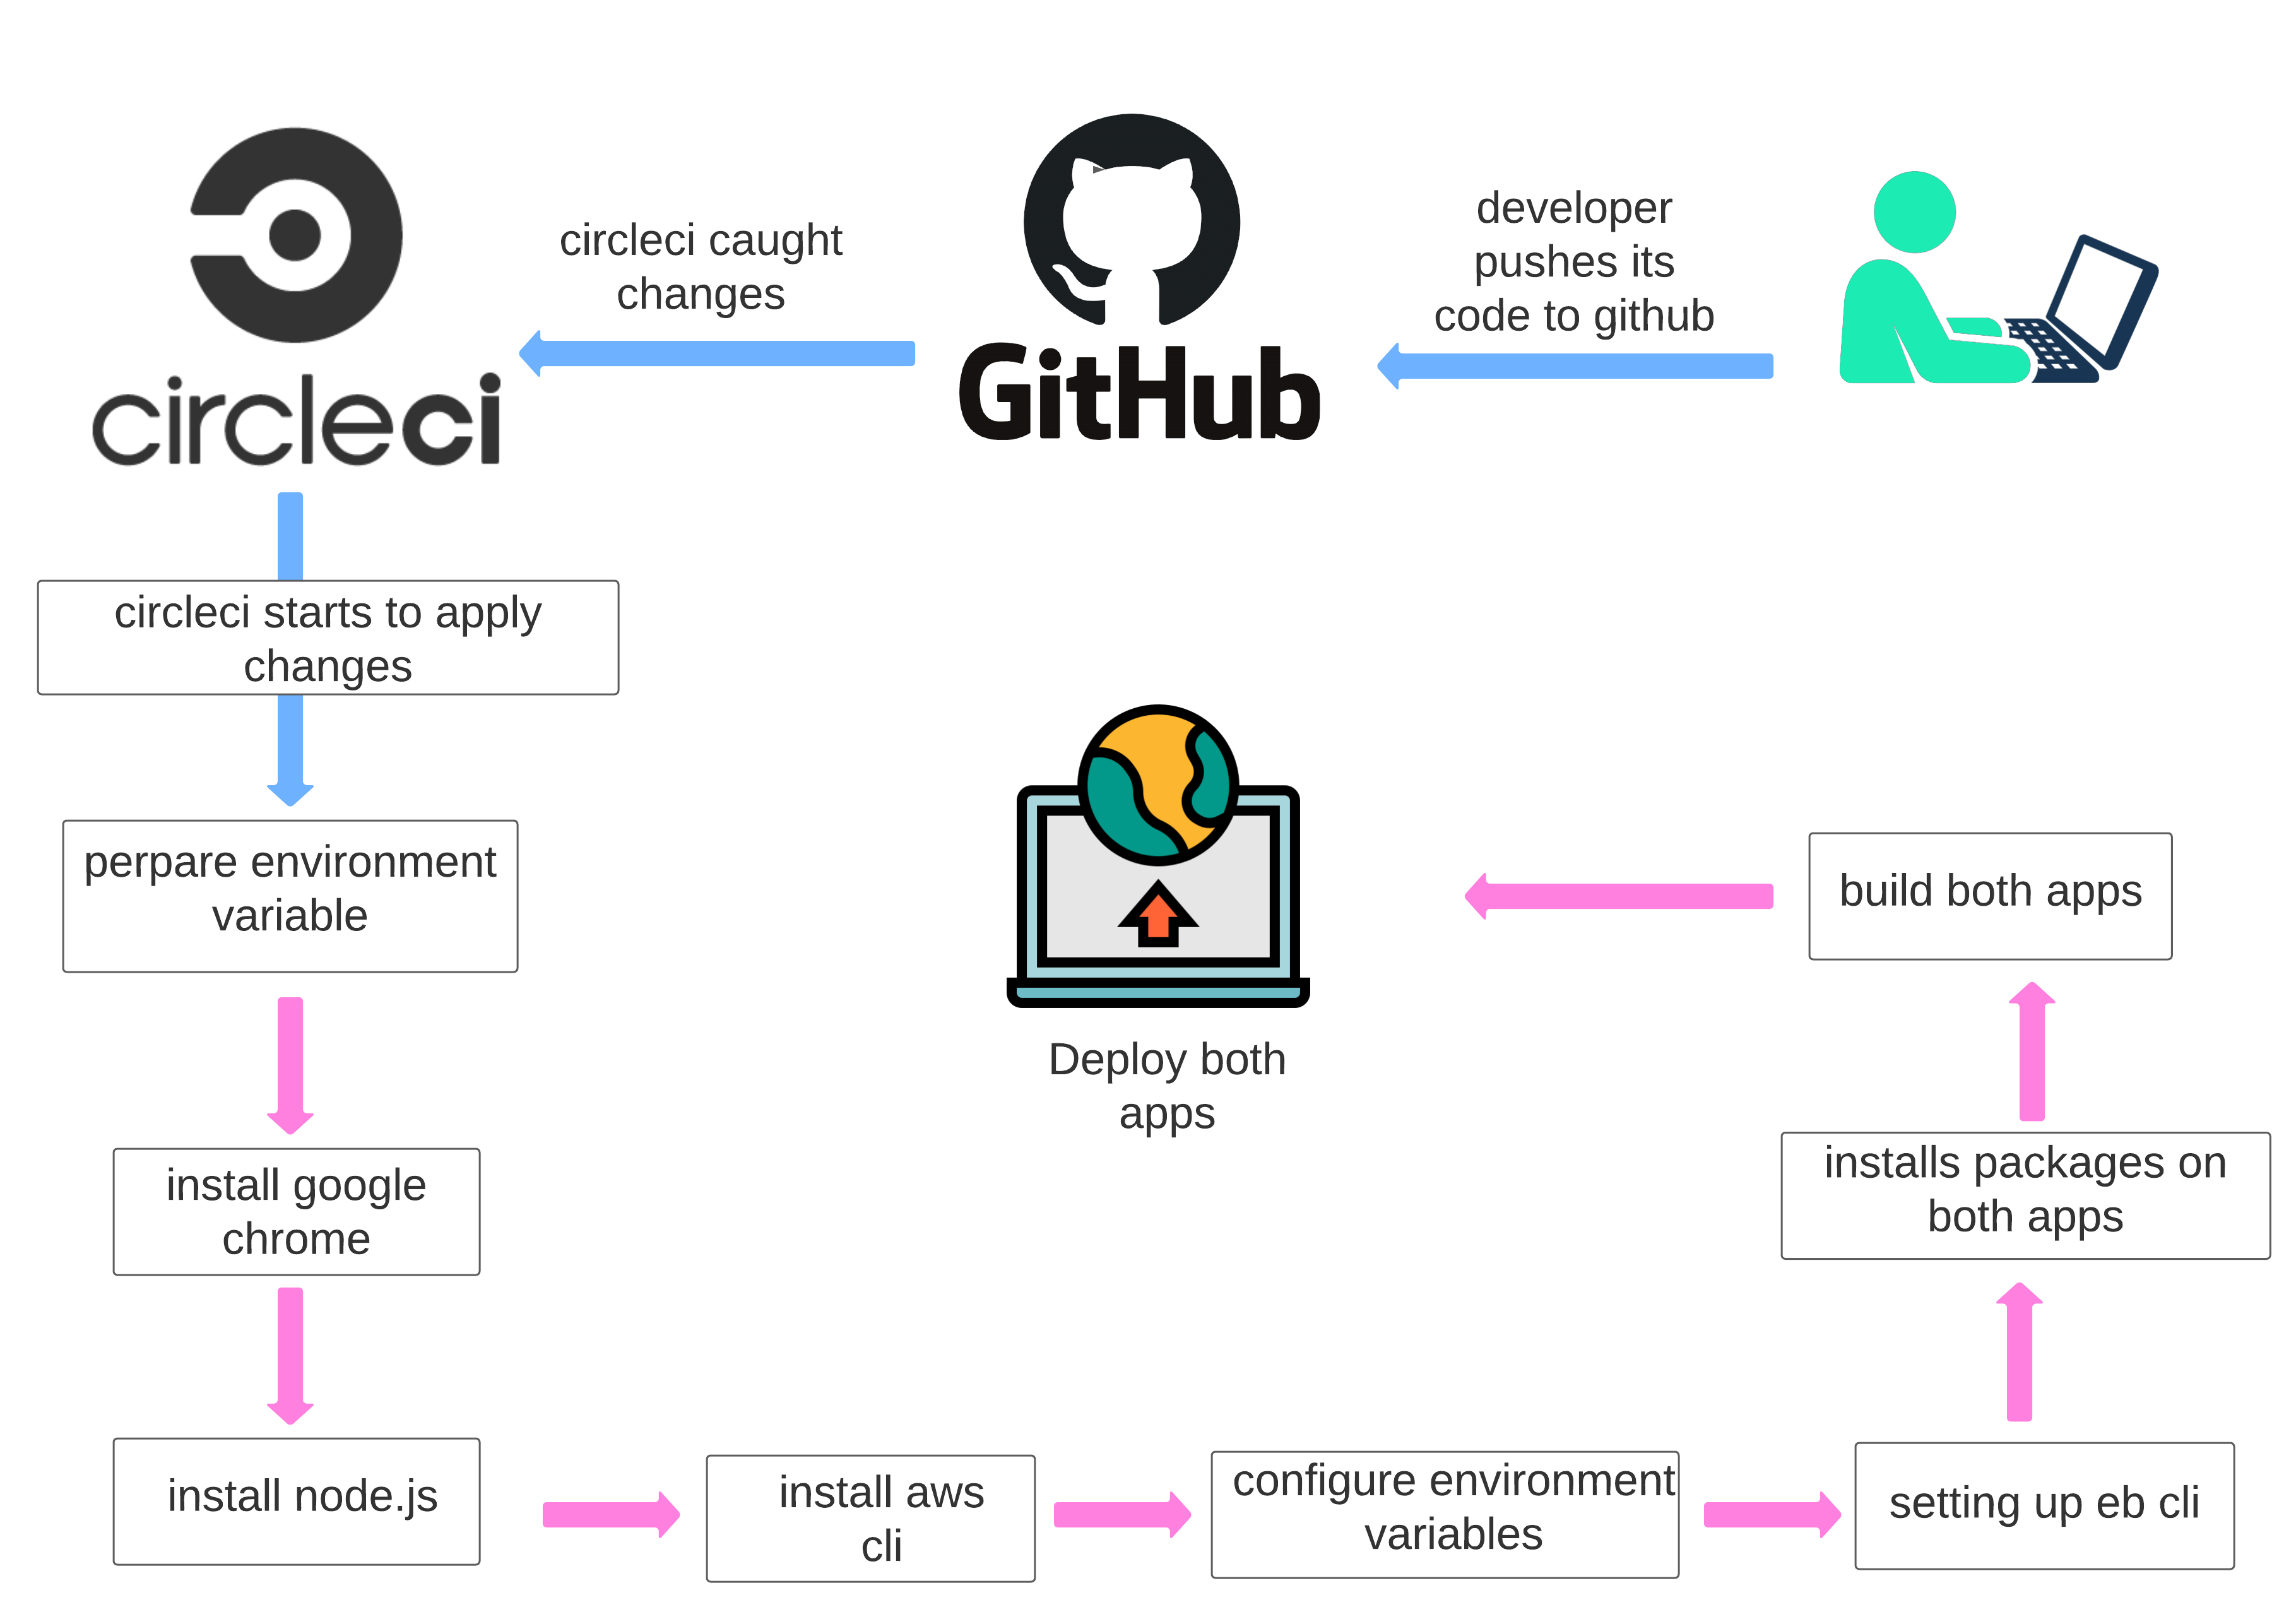 developer
pushes its
code to github
GitHub
circleci caught
changes
circleci
circleci starts to apply
changes
perpare environment
variable
install google
chrome
install node.js
install aws
cli
configure environment
variables
setting up eb cli
installs packages on
both apps
build both apps
Deploy both
apps